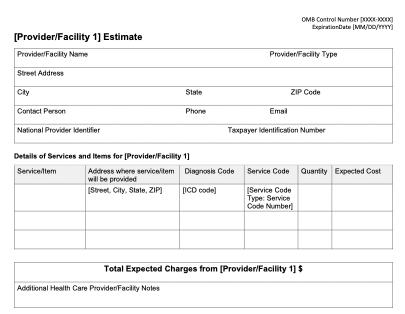 OMB Control Number [XXXX-XXXX]
ExpirationDate [MM/DD/YYYY]
[Provider/Facility 1] Estimate
Provider/Facility Name Provider/Facility Type
Street Address
City State ZIP Code
Contact Person Phone Email
National Provider Identifier Taxpayer Identification Number
Details of Services and Items for [Provider/Facility 1]
Service/Item Address where service/item will be provided Diagnosis Code Service Code Quantity Expected Cost
[Street, City, State, ZIP] [ICD code] [Service Code Type: Service Code Number]
Total Expected Charges from [Provider/Facility 1] $
Additional Health Care Provider/Facility Notes